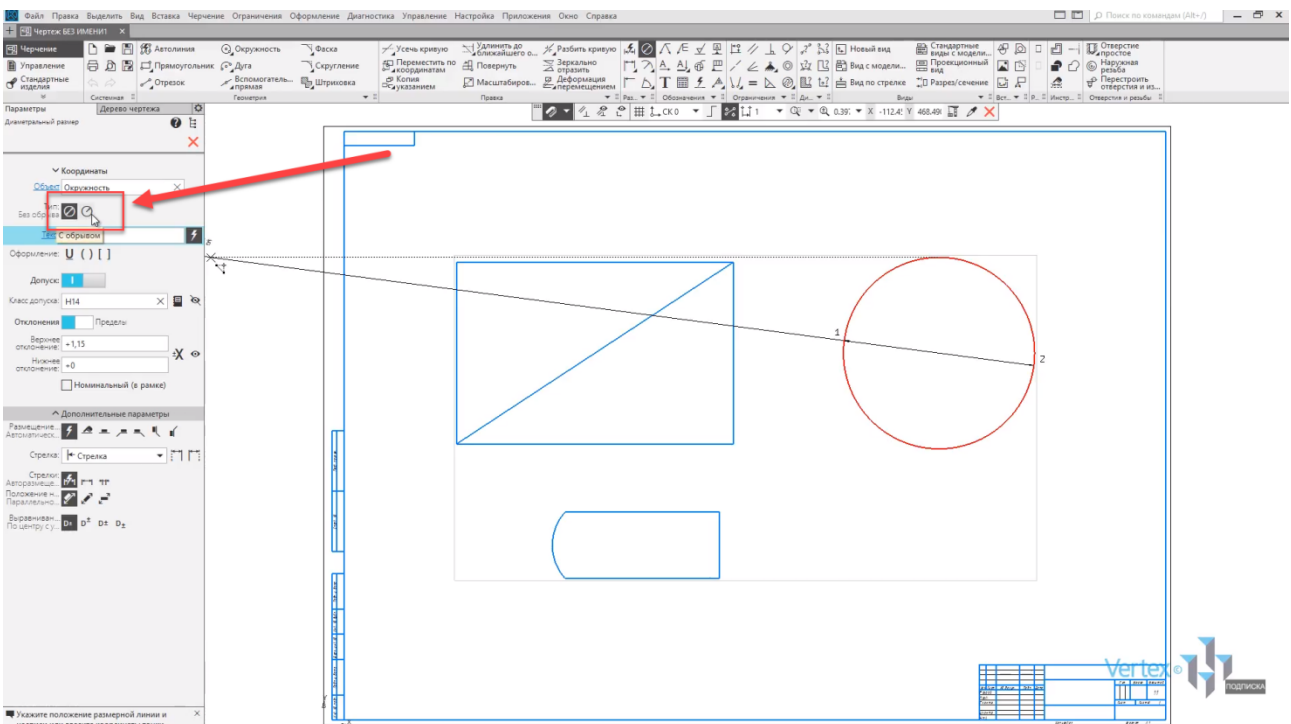 Файл Правка Выделить Вид Вставка Черчение Ограничения Оформление Диагностика Управление Настройка Приложения Окно Справка
Поиск по командам (Alt+/)
Чертеж БЕЗ ИМЕНИ1
Черчение
Управление
Стандартные изделия
Системная
Автолиния
Прямоугольник
Отрезок
Окружность
Дуга
Вспомогатель... прямая
Фаска
Скругление
Штриховка
Геометрия
Усечь кривую
Переместить по координатам
Копия указанием
Удлинить до ближайшего о...
Повернуть
Масштабиров...
Разбить кривую
Зеркально отразить
Деформация перемещением
Правка
Раз...
Обозначения
Ограничения
Ди...
Новый вид
Вид с модели...
Вид по стрелке
Стандартные виды с модели...
Проекционный вид
Разрез/сечение
Виды
Вст...
Р...
Инстр...
Отверстие простое
Наружная резьба
Перестроить отверстия и из...
Отверстия и резьбы
Параметры
Дерево чертежа
СК 0
1
0.397
X -112.45 Y 468.498
Диаметральный размер
Координаты
Объект Окружность
Тип:
Без обрыва
С обрывом
Оформление: U ( ) [ ]
Допуск:
Класс допуска: H14
Отклонения Пределы
Верхнее отклонение: +1,15
Нижнее отклонение: +0
Номинальный (в рамке)
Дополнительные параметры
Размещение...
Автоматическ...
Стрелка: Стрелка
Стрелки:
Авторазмеще...
Положение н...
Параллельно...
Выравниван...
По центру с у...
1
2
Vertex
ПОДПИСКА
Укажите положение размерной линии и